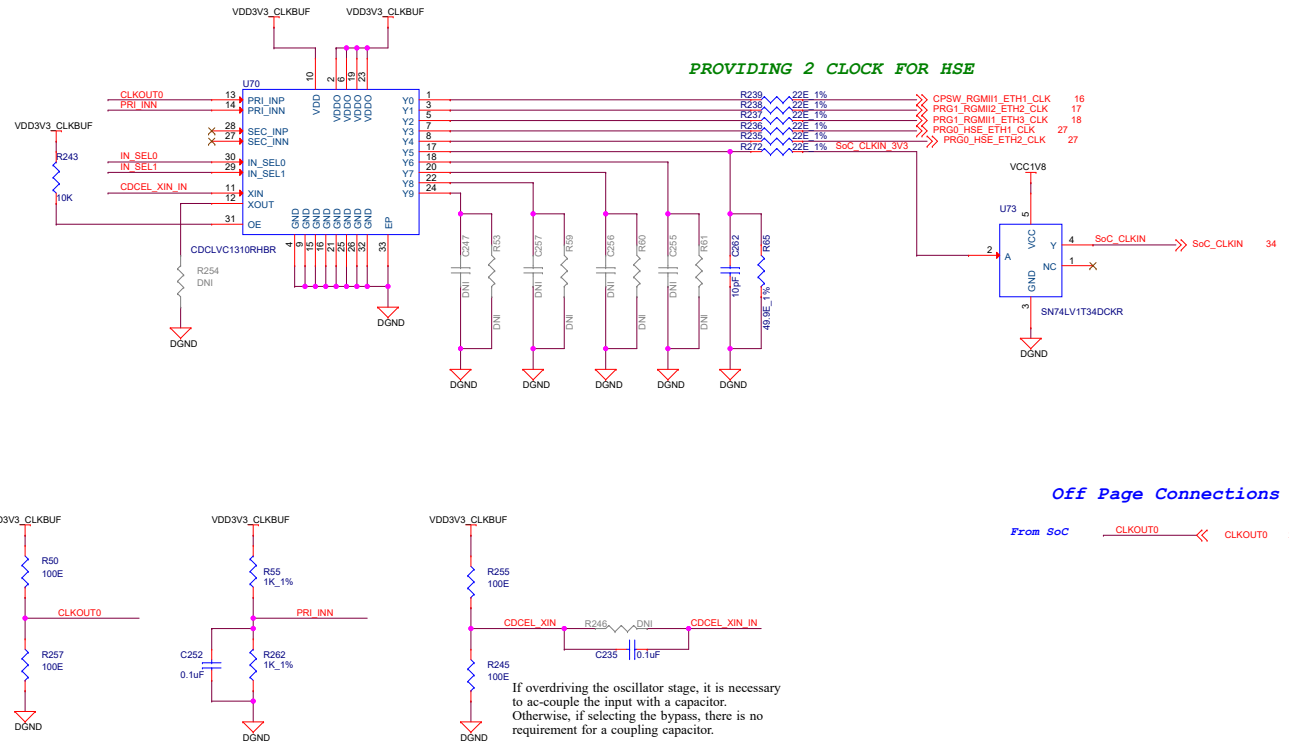 VDD3V3_CLKBUF
VDD3V3_CLKBUF
PROVIDING 2 CLOCK FOR HSE
U70
10
2
6
19
23
CLKOUT0
13
PRI_INP
PRI_INN
14
PRI_INN
VDD
VDDO
VDDO
VDDO
VDDO
Y0
1
R239
22E_1%
CPSW_RGMII1_ETH1_CLK
16
Y1
3
R238
22E_1%
PRG1_RGMII2_ETH2_CLK
17
Y2
5
R237
22E_1%
PRG1_RGMII1_ETH3_CLK
18
VDD3V3_CLKBUF
28
SEC_INP
27
SEC_INN
Y3
7
R236
22E_1%
PRG0_HSE_ETH1_CLK
27
Y4
8
R235
22E_1%
PRG0_HSE_ETH2_CLK
27
Y5
17
R272
22E_1%
SoC_CLKIN_3V3
R243
10K
IN_SEL0
30
IN_SEL0
IN_SEL1
29
IN_SEL1
Y6
18
Y7
20
Y8
22
Y9
24
CDCEL_XIN_IN
11
XIN
12
XOUT
31
OE
GND
GND
GND
GND
GND
GND
GND
GND
EP
4
9
15
16
21
25
26
32
33
CDCLVC1310RHBR
R254
DNI
DGND
DGND
C247
DNI
R53
DNI
C257
DNI
R59
DNI
C256
DNI
R60
DNI
C255
DNI
R61
DNI
C262
10pF
R65
49.9E_1%
DGND
DGND
DGND
DGND
DGND
VCC1V8
U73
5
VCC
2
A
Y
4
SoC_CLKIN
SoC_CLKIN
34
NC
1
GND
3
SN74LV1T34DCKR
DGND
Off Page Connections
From SoC
CLKOUT0
CLKOUT0
D3V3_CLKBUF
R50
100E
CLKOUT0
R257
100E
DGND
VDD3V3_CLKBUF
R55
1K_1%
PRI_INN
C252
0.1uF
R262
1K_1%
DGND
VDD3V3_CLKBUF
R255
100E
CDCEL_XIN
R246
DNI
CDCEL_XIN_IN
C235
0.1uF
R245
100E
DGND
If overdriving the oscillator stage, it is necessary
to ac-couple the input with a capacitor.
Otherwise, if selecting the bypass, there is no
requirement for a coupling capacitor.